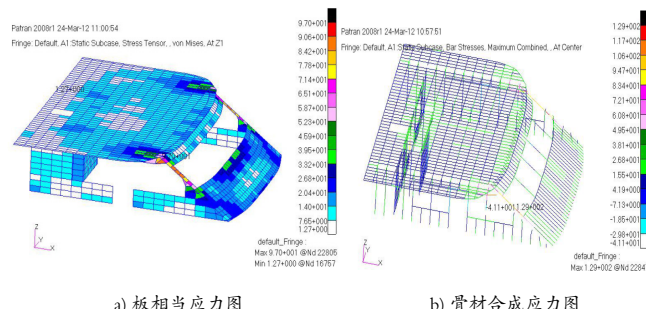 Patran 2008r1 24-Mar-12 11:00:54
Fringe: Default, A1:Static Subcase, Stress Tensor, , von Mises, At Z1
9.70+001
9.06+001
8.42+001
7.78+001
7.14+001
6.51+001
5.87+001
5.23+001
4.59+001
3.95+001
3.32+001
2.68+001
2.04+001
1.40+001
7.65+000
1.27+000
default_Fringe :
Max 9.70+001 @Nd 22805
Min 1.27+000 @Nd 16757
Z
Y
X
a) 板相当应力图
Patran 2008r1 24-Mar-12 10:57:51
Fringe: Default, A1:Static Subcase, Bar Stresses, Maximum Combined, , At Center
1.29+002
1.17+002
1.06+002
9.47+001
8.34+001
7.21+001
6.08+001
4.95+001
3.81+001
2.68+001
1.55+001
4.19+000
-7.13+000
-1.85+001
-2.98+001
-4.11+001
-4.11+0011.29+002
default_Fringe :
Max 1.29+002 @Nd 2284
Z
Y
X
b) 骨材合成应力图